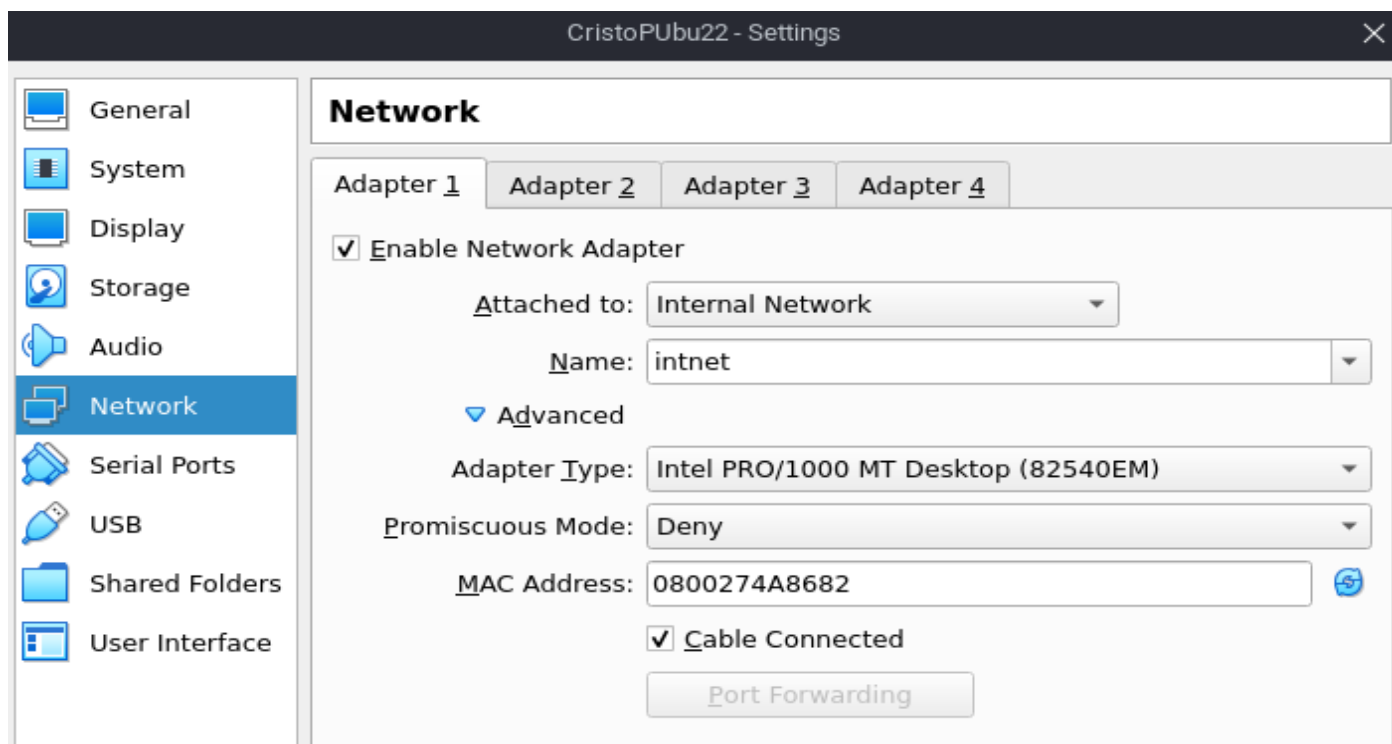 CristoPUbu22 - Settings
General
System
Display
Storage
Audio
Network
Serial Ports
USB
Shared Folders
User Interface
Network
Adapter 1 Adapter 2 Adapter 3 Adapter 4
Enable Network Adapter
Attached to: Internal Network
Name: intnet
Advanced
Adapter Type: Intel PRO/1000 MT Desktop (82540EM)
Promiscuous Mode: Deny
MAC Address: 0800274A8682
Cable Connected
Port Forwarding